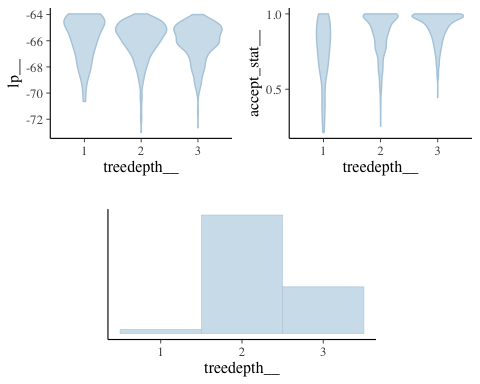 -64
-66
-68
-70
-72
lp__
1 2 3
treedepth__
1.0
0.5
accept_stat__
1 2 3
treedepth__
1 2 3
treedepth__